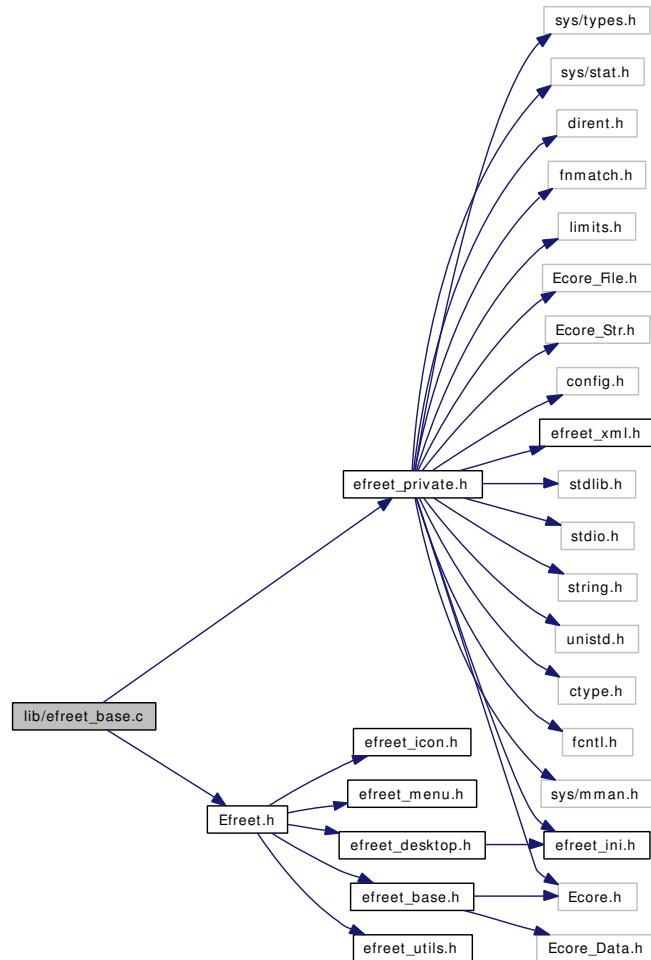 sys/types.h
sys/stat.h
dirent.h
fnmatch.h
limits.h
Ecore_File.h
Ecore_Str.h
config.h
efreet_xml.h
efreet_private.h
stdlib.h
stdio.h
string.h
unistd.h
ctype.h
lib/efreet_base.c
efreet_icon.h
fcntl.h
efreet_menu.h
sys/mman.h
Efreet.h
efreet_desktop.h
efreet_ini.h
efreet_base.h
Ecore.h
efreet_utils.h
Ecore_Data.h